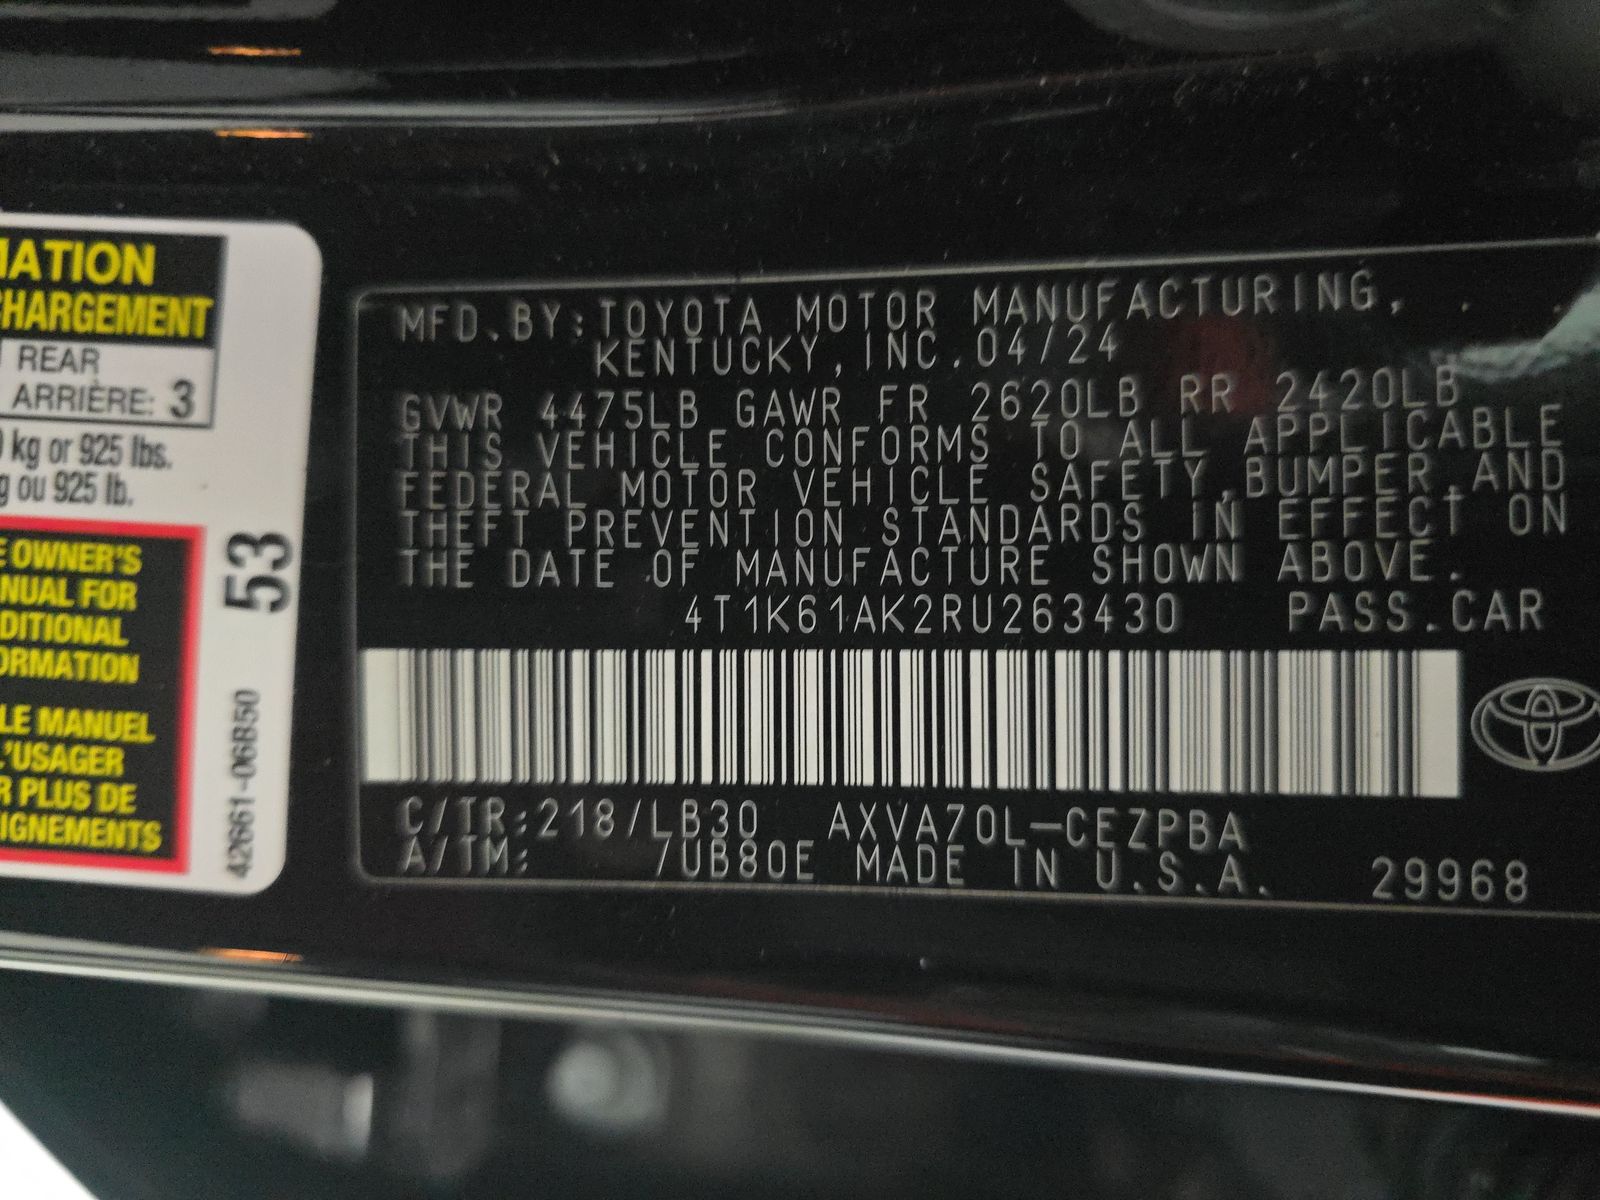 MATION
CHARGEMENT
REAR
ARRIÈRE: 3
kg or 925 lbs.
g ou 925 lb.
E OWNER'S
NUAL FOR
DITIONAL
ORMATION
LE MANUEL
L'USAGER
R PLUS DE
IGNEMENTS
53
42661-06B50
MFD.BY:TOYOTA MOTOR MANUFACTURING,
KENTUCKY,INC.04/24
GVWR 4475LB GAWR FR 2620LB RR 2420LB
THIS VEHICLE CONFORMS TO ALL APPLICABLE
FEDERAL MOTOR VEHICLE SAFETY,BUMPER,AND
THEFT PREVENTION STANDARDS IN EFFECT ON
THE DATE OF MANUFACTURE SHOWN ABOVE.
4T1K61AK2RU263430 PASS.CAR
C/TR:218/LB30 AXVA70L-CEZPBA
A/TM: /UB80E MADE IN U.S.A. 29968